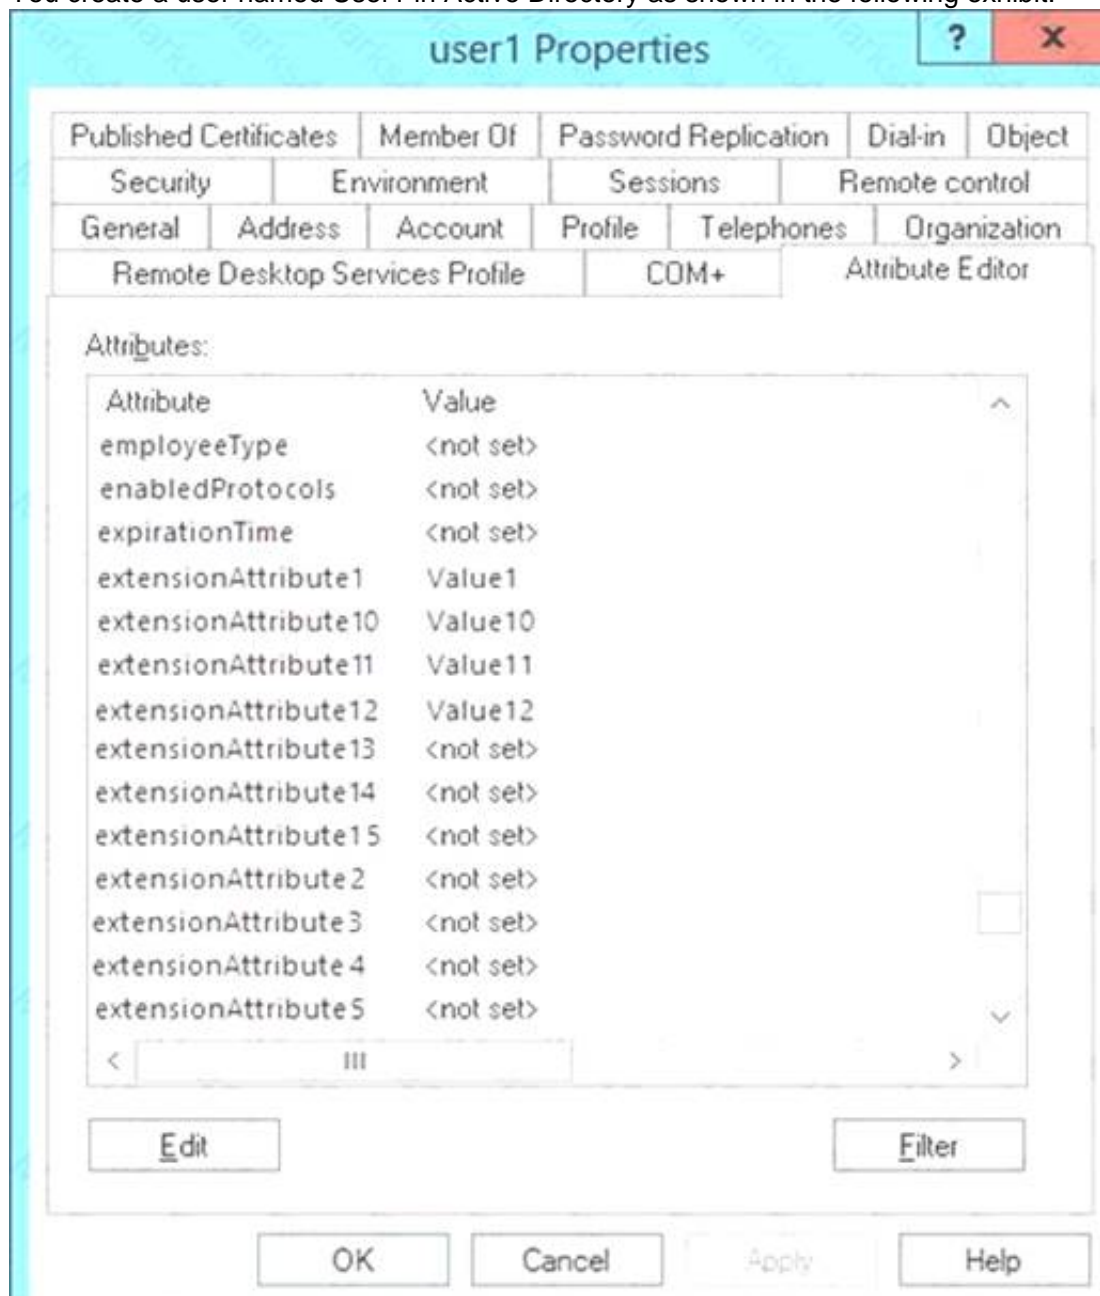 You create a user named User1 in Active Directory as shown in the following exhibit.
user1 Properties
? x
Published Certificates Member Of Password Replication Dial-in Object
Security Environment Sessions Remote control
General Address Account Profile Telephones Organization
Remote Desktop Services Profile COM+ Attribute Editor
Attributes:
Attribute Value
employeeType <not set>
enabledProtocols <not set>
expirationTime <not set>
extensionAttribute1 Value1
extensionAttribute10 Value10
extensionAttribute11 Value11
extensionAttribute12 Value12
extensionAttribute13 <not set>
extensionAttribute14 <not set>
extensionAttribute15 <not set>
extensionAttribute2 <not set>
extensionAttribute3 <not set>
extensionAttribute4 <not set>
extensionAttribute5 <not set>
Edit Filter
OK Cancel Apply Help